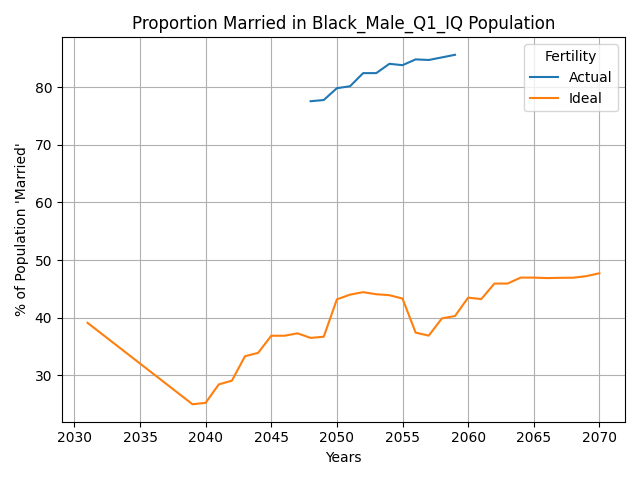 Proportion Married in Black_Male_Q1_IQ Population
% of Population 'Married'
80
70
60
50
40
30
2030 2035 2040 2045 2050 2055 2060 2065 2070
Years
Fertility
Actual
Ideal